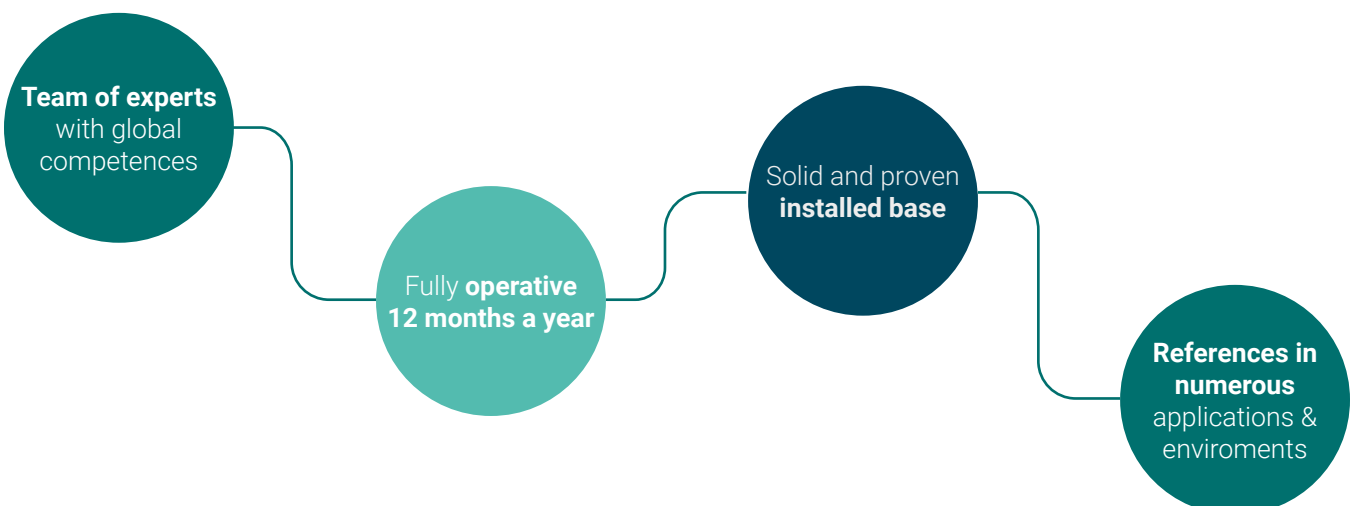 Team of experts
with global
competences
Fully operative
12 months a year
Solid and proven
installed base
References in
numerous
applications &
enviroments